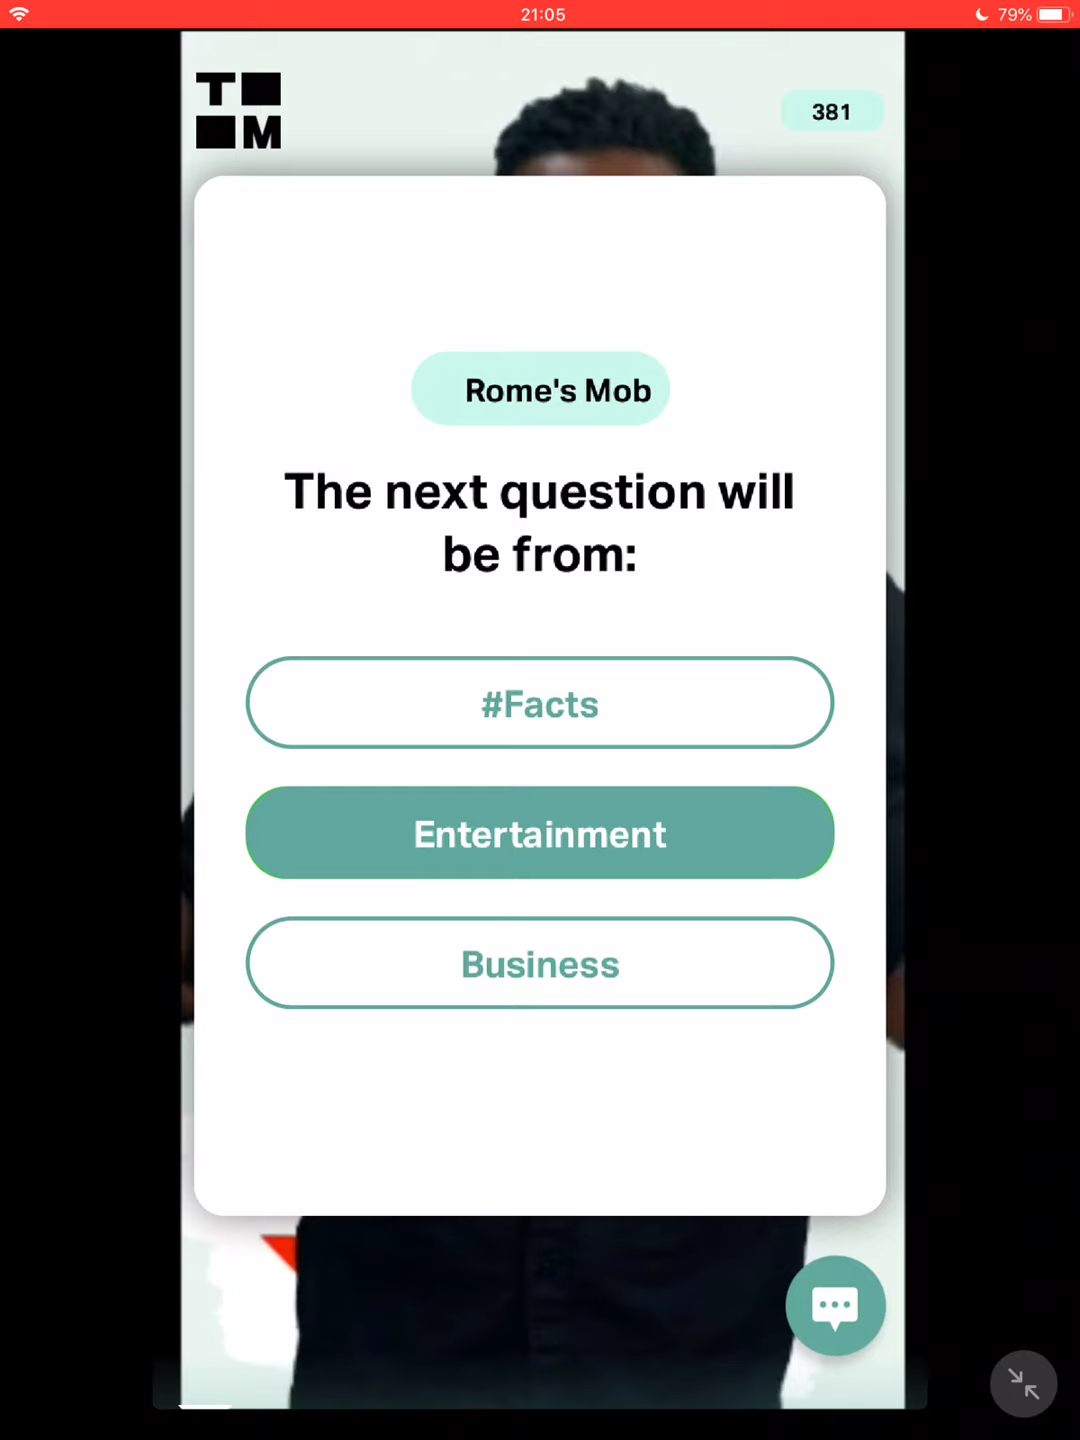 21:05
79%
T
M
381
Rome's Mob
The next question will
be from:
#Facts
Entertainment
Business